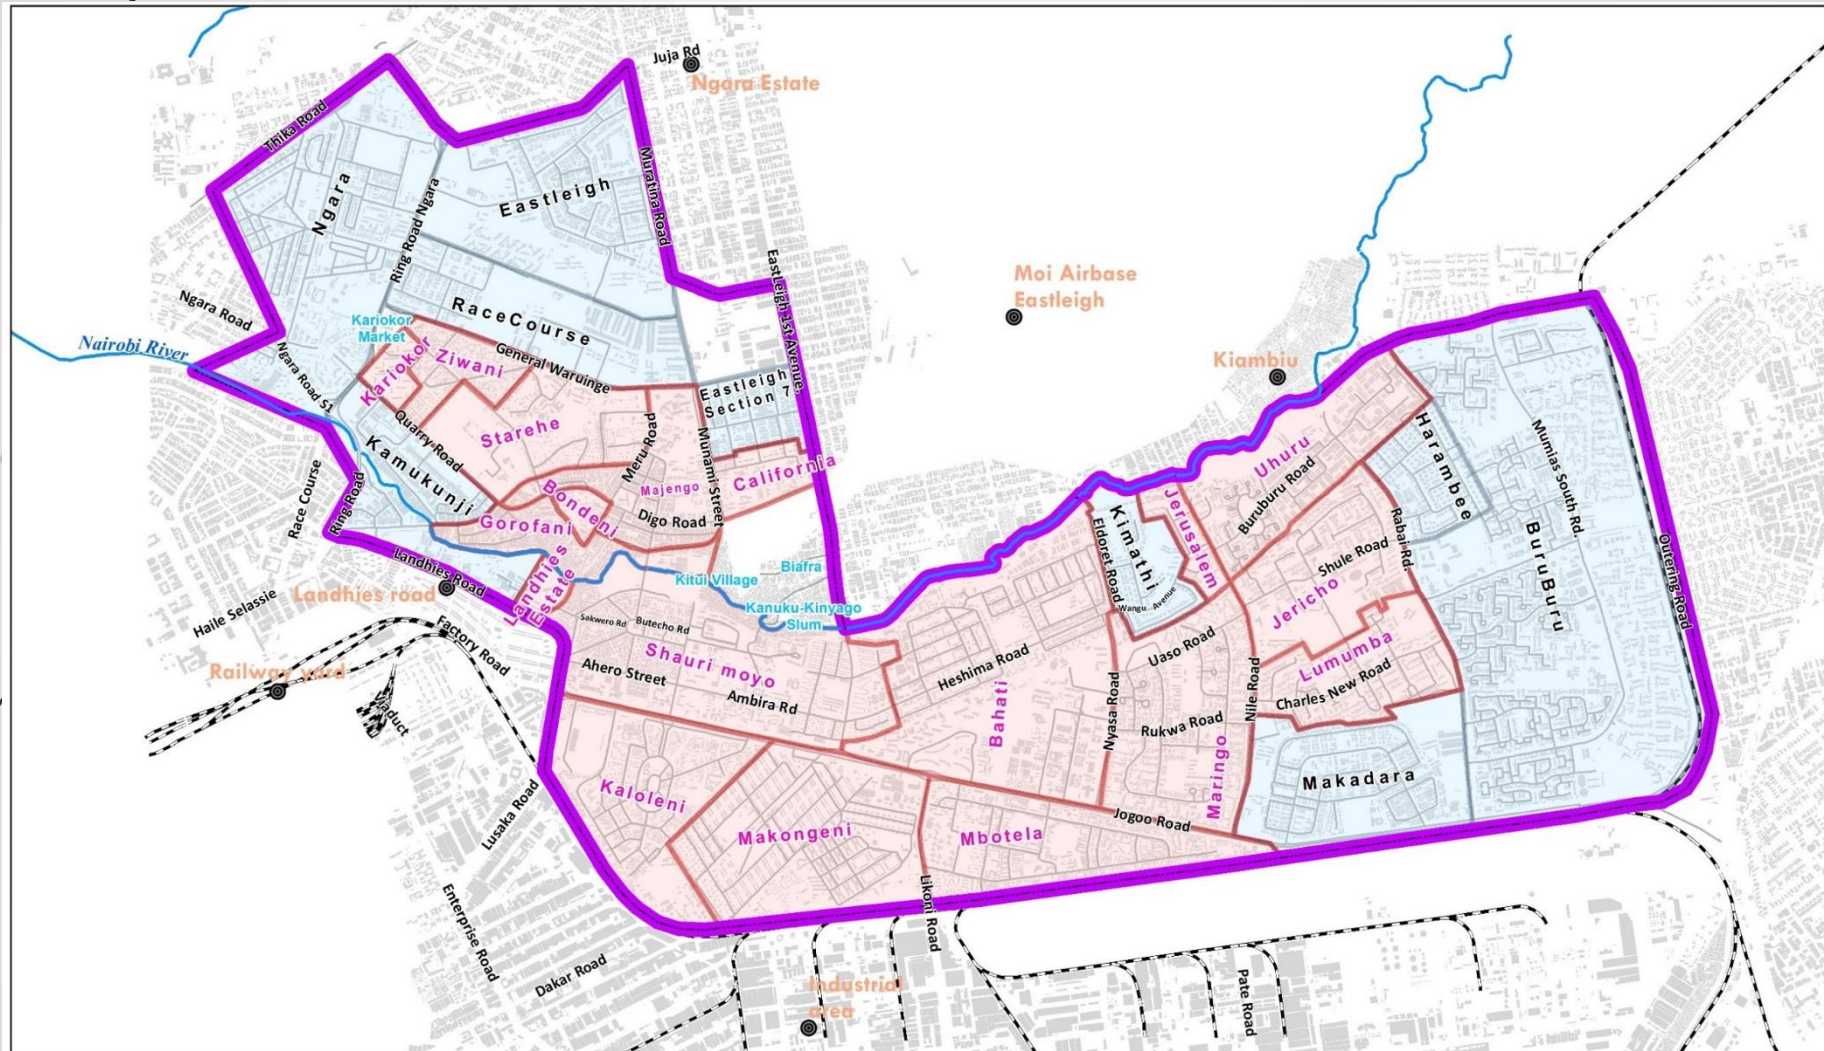 Juja Rd
Ngara Estate
Thika Road
Ngara
Ring Road Ngara
Eastleigh
Muratina Road
EastLeigh 1st Avenue
Moi Airbase
Eastleigh
Ngara Road
Nairobi River
Kariokor
Market
RaceCourse
General Waruinge
Ngara Road S1
Kariokor
Ziwani
Starehe
Quarry Road
Kamukunji
Meru Road
Munami Street
Eastleigh
Section 7
California
Majengo
Digo Road
Bondeni
Gorofani
Race Course
Ring Road
Landhies Road
Landhies road
Landhies
Estate
Haile Selassie
Factory Road
Railway yard
Kitui Village
Biafra
Kanuku-Kinyago
Slum
Sakwero Rd
Butecho Rd
Shauri moyo
Ahero Street
Ambira Rd
Kiambiu
Uhuru
Buruburu Road
Jerusalem
Kimathi
Eldoret Road
Wangu
Avenue
Harambee
Rabai Rd.
Mumias South Rd.
BuruBuru
Outering Road
Shule Road
Jericho
Lumumba
Charles New Road
Uaso Road
Nile Road
Heshima Road
Bahati
Nyasa Road
Rukwa Road
Maringo
Makadara
Jogoo Road
Kaloleni
Makongeni
Mbotela
Likoni Road
Lusaka Road
Enterprise Road
Dakar Road
Industrial
area
Pate Road